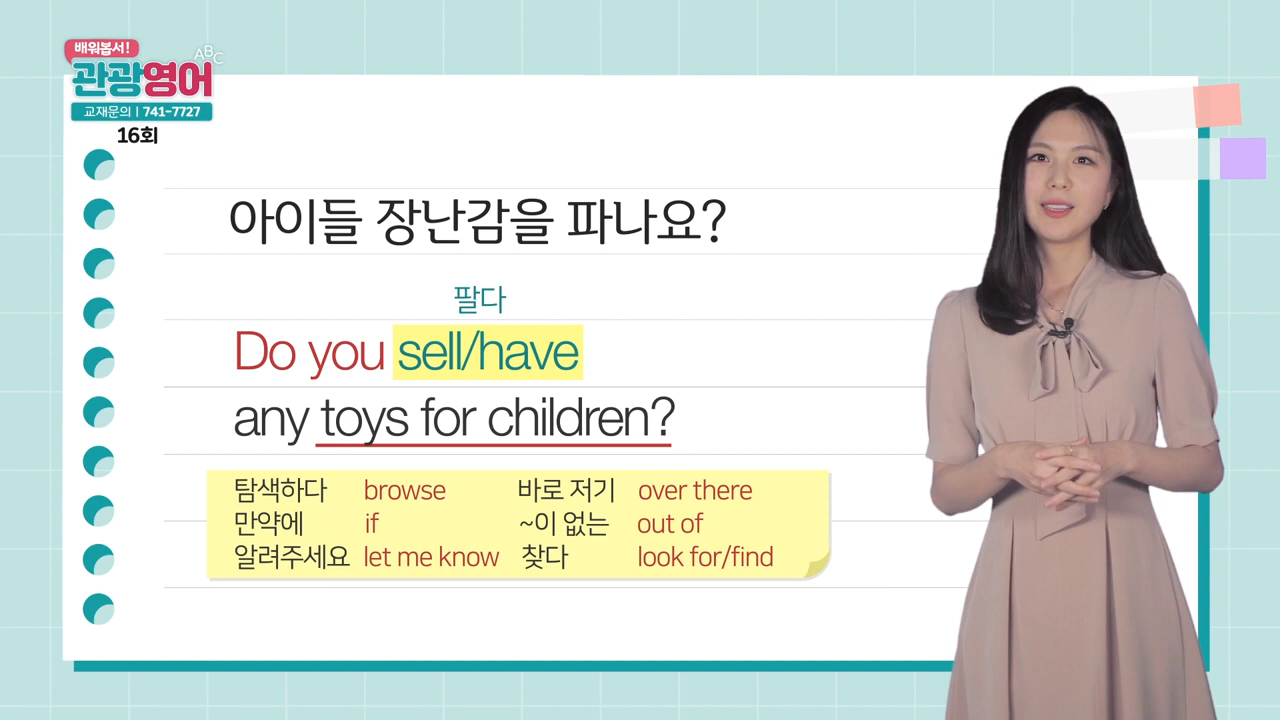 배워봅서!
ABC
관광영어
교재문의 | 741-7727
16회
아이들 장난감을 파나요?
팔다
Do you sell/have
any toys for children?
탐색하다 browse 바로 저기 over there
만약에 if ~이 없는 out of
알려주세요 let me know 찾다 look for/find